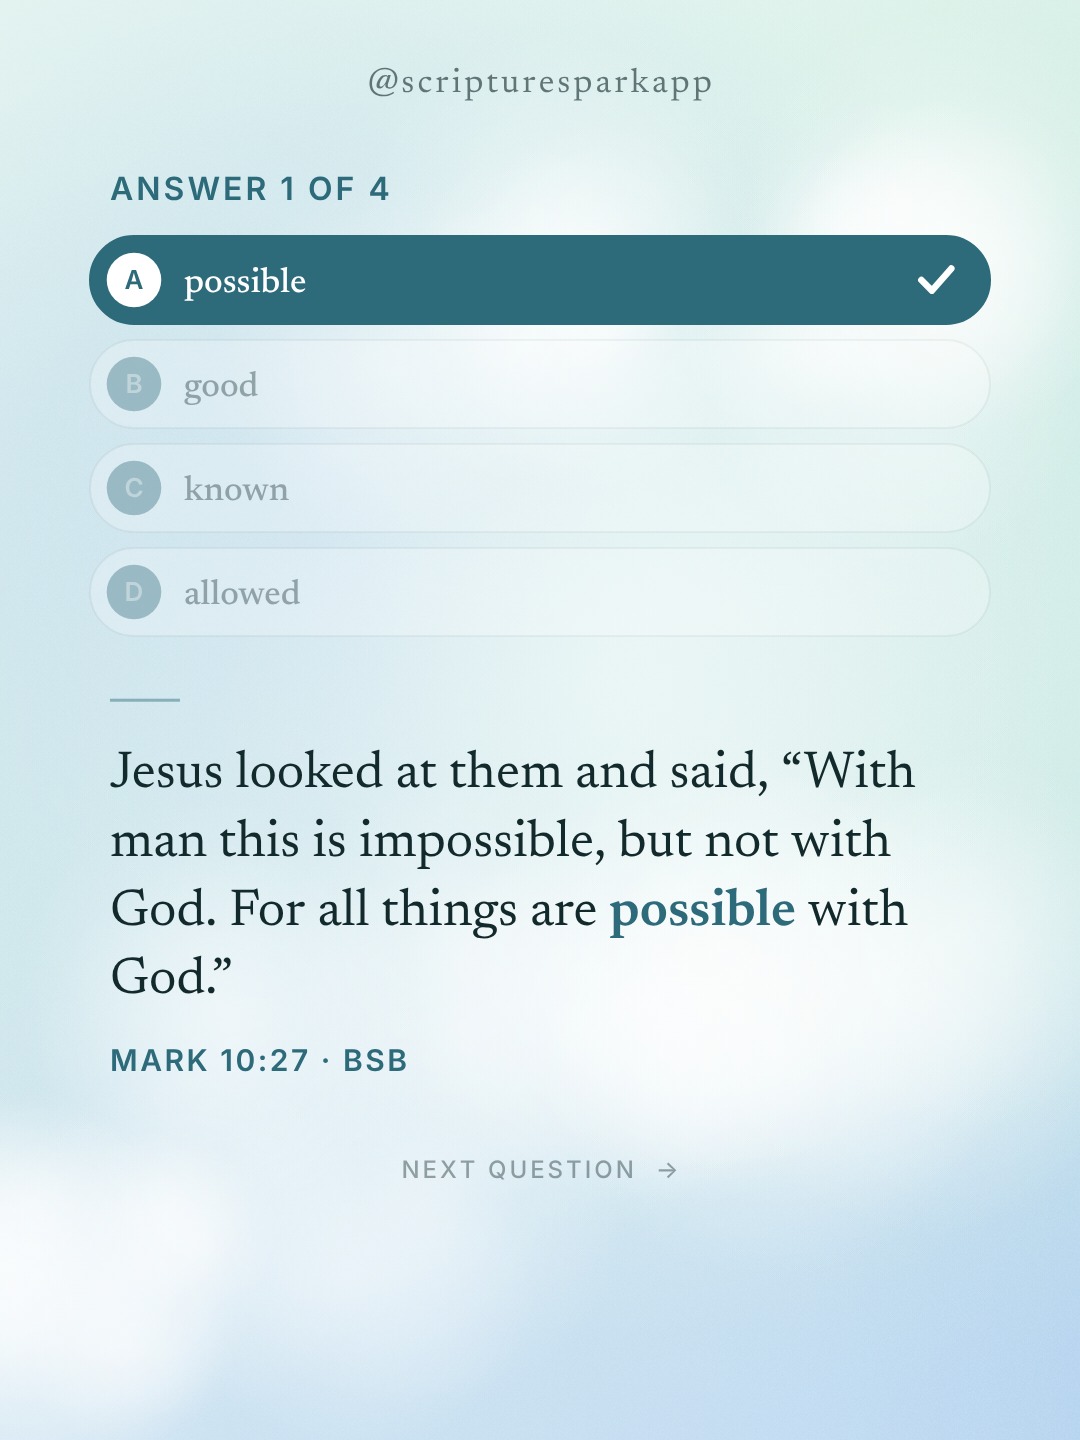 @scripturesparkapp
ANSWER 1 OF 4
A possible
B good
C known
D allowed
Jesus looked at them and said, “With
man this is impossible, but not with
God. For all things are possible with
God.”
MARK 10:27 · BSB
NEXT QUESTION →